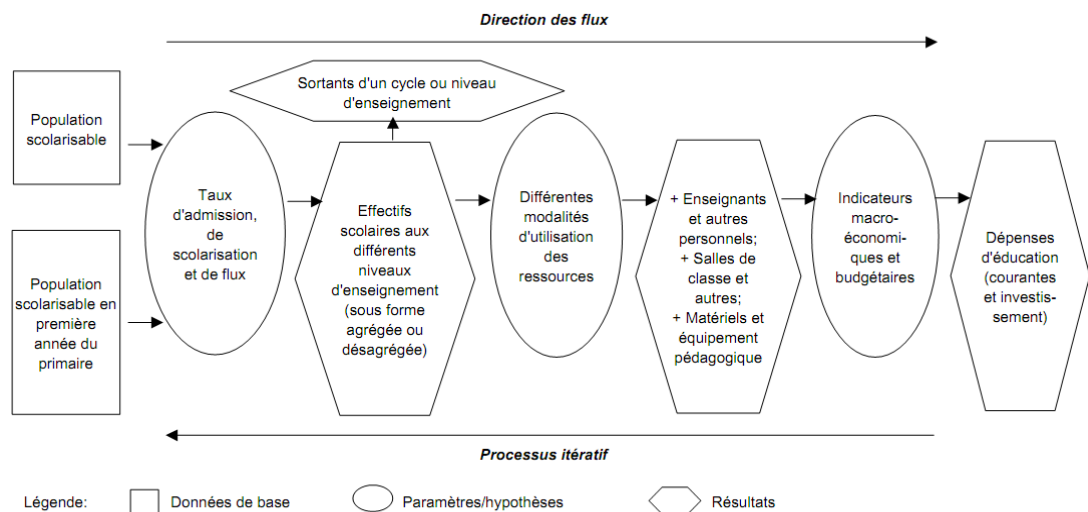 Direction des flux
Sortants d'un cycle ou niveau
d'enseignement
Population
scolarisable
Population
scolarisable en
première
année du
primaire
Taux
d'admission,
de
scolarisation
et de flux
Effectifs
scolaires aux
différents
niveaux
d'enseignement
(sous forme
agrégée ou
désagrégée)
Différentes
modalités
d'utilisation
des
ressources
+ Enseignants
et autres
personnels;
+ Salles de
classe et
autres;
+ Matériels et
équipement
pédagogique
Indicateurs
macro-
économi-
ques et
budgétaires
Dépenses
d'éducation
(courantes
et investis-
sement)
Processus itératif
Légende:
Données de base
Paramètres/hypothèses
Résultats